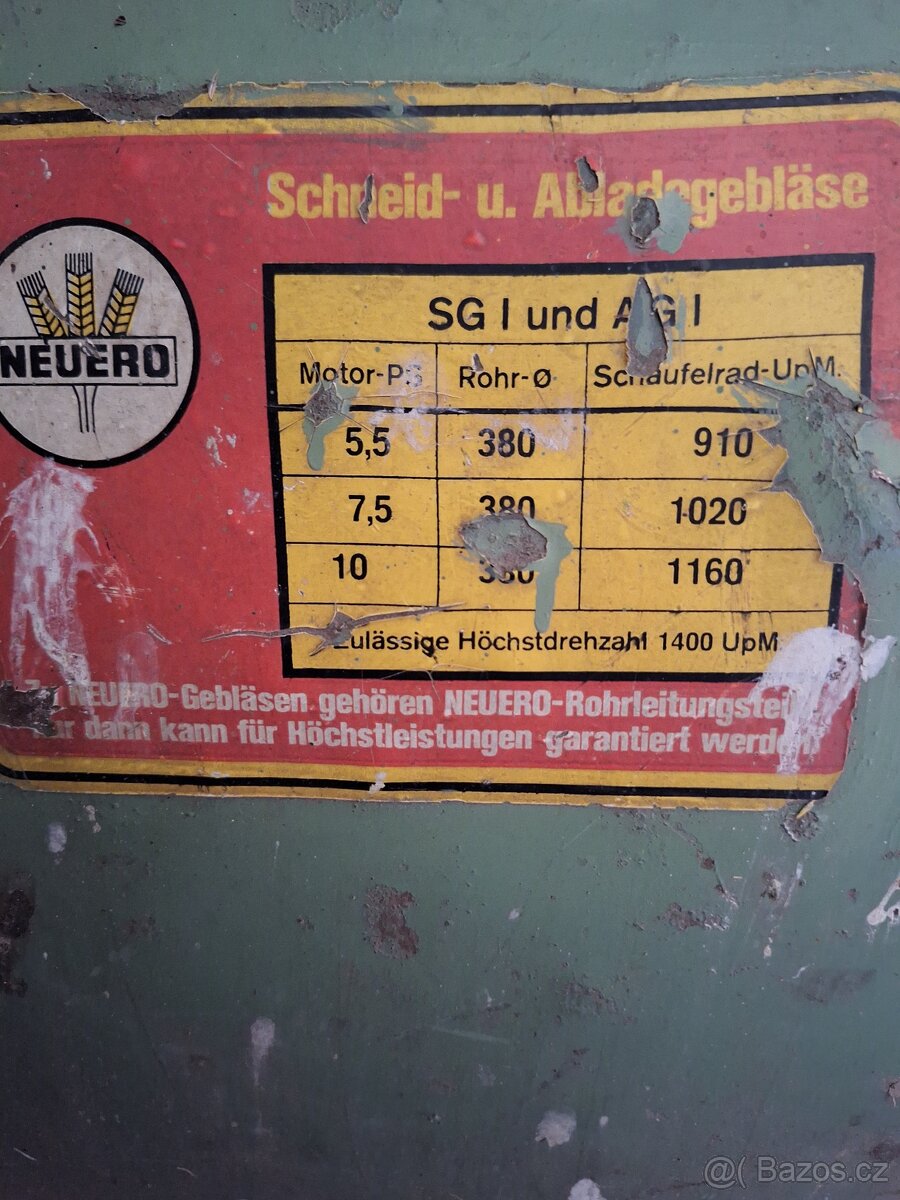 Schneid- u. Abladegebläse
NEUERO
SG I und AG I
Motor-PS Rohr-Ø Schaufelrad-UpM.
5,5 380 910
7,5 380 1020
10 380 1160
Zulässige Höchstdrehzahl 1400 UpM
NEUERO-Gebläsen gehören NEUERO-Rohrleitungsteile
dann kann für Höchstleistungen garantiert werden
@( Bazos.cz